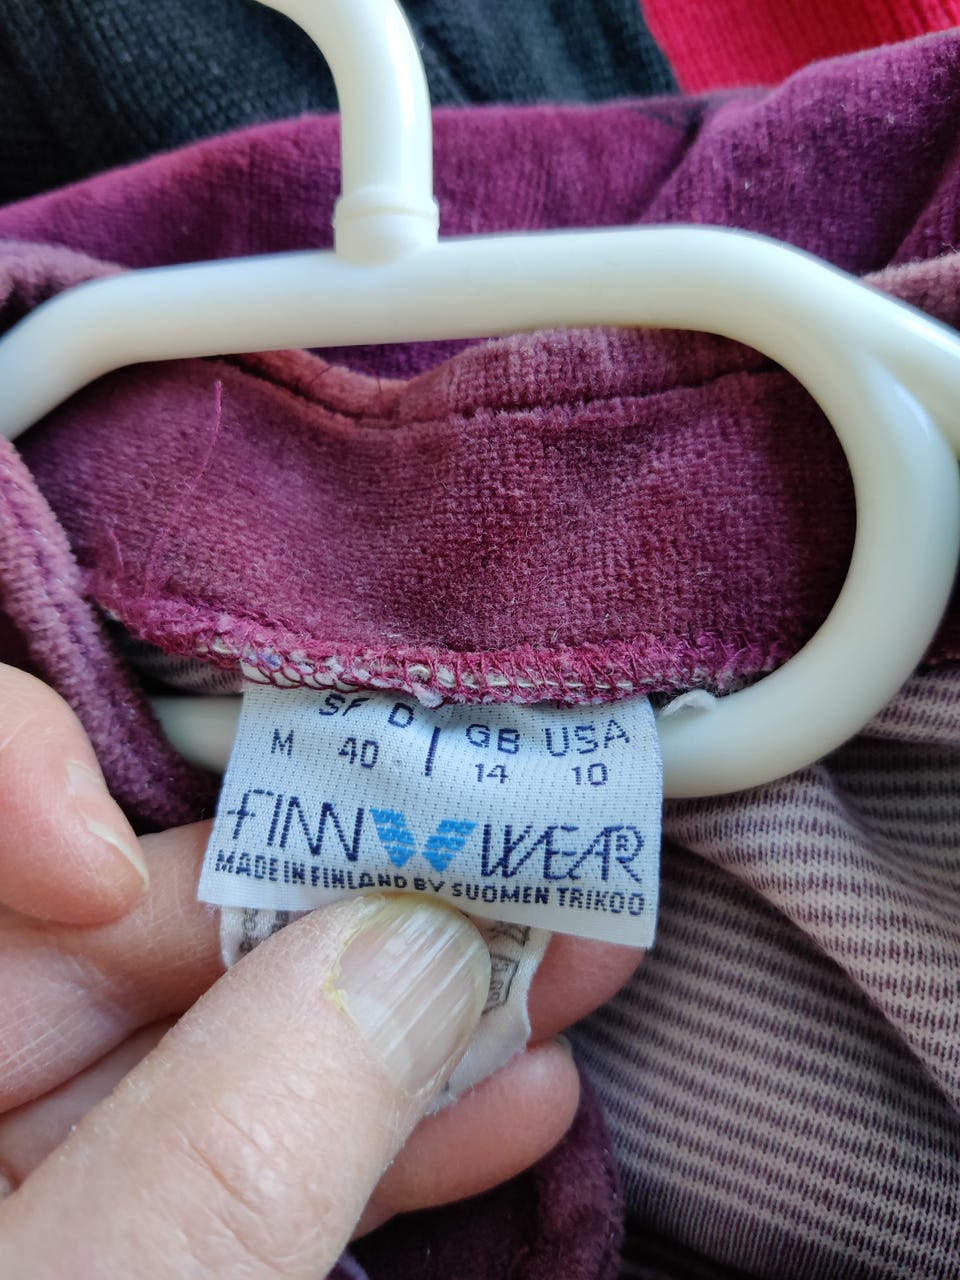 SF D | GB USA
M 40 14 10
FINN WEAR
MADE IN FINLAND BY SUOMEN TRIKOO